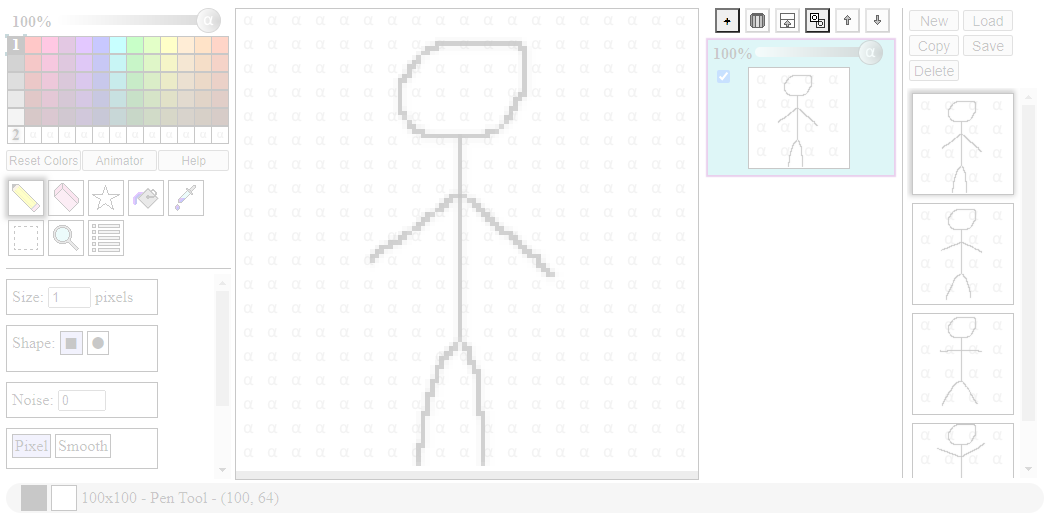 100%
α
1
2
Reset Colors Animator Help
Size: 1 pixels
Shape:
Noise: 0
Pixel Smooth
100x100 - Pen Tool - (100, 64)
+
100%
α
New Load
Copy Save
Delete